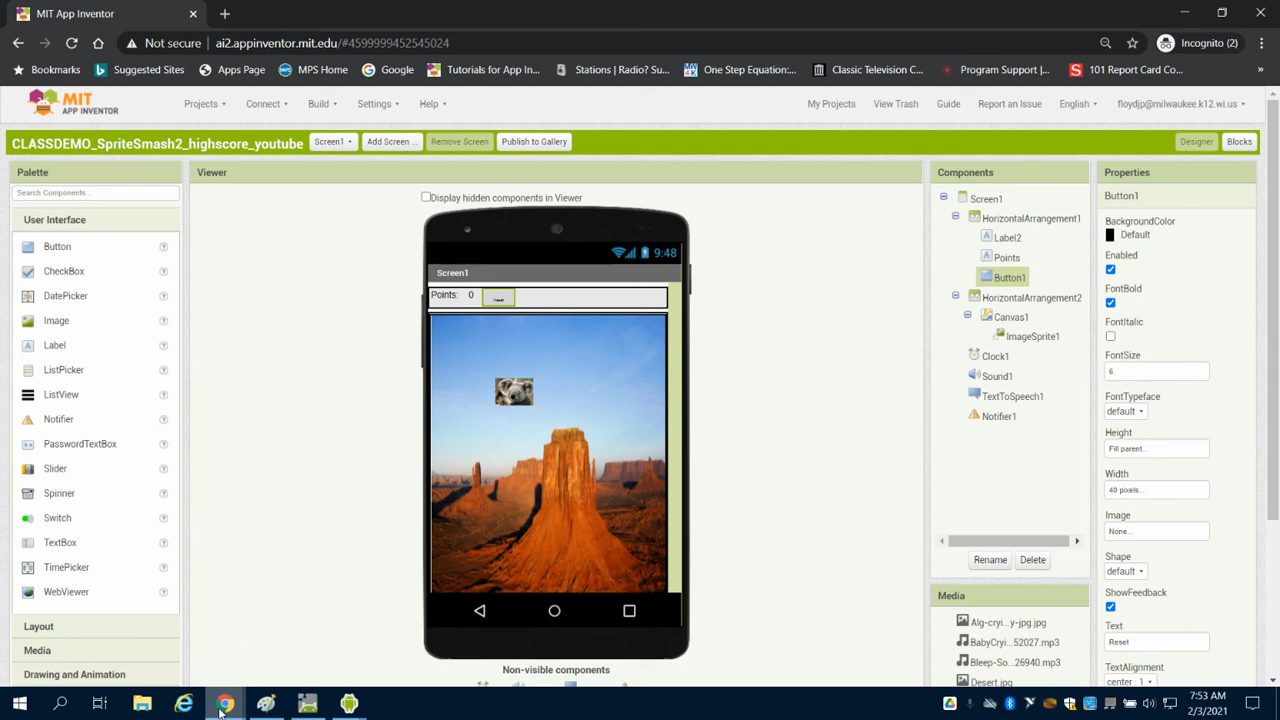 MIT App Inventor
Not secure ai2.appinventor.mit.edu/#4599999452545024 Incognito (2)
Bookmarks Suggested Sites Apps Page MPS Home Google Tutorials for App In... Stations | Radio? Su... One Step Equation:... Classic Television C... Program Support |... 101 Report Card Co...
MIT APP INVENTOR Projects Connect Build Settings Help My Projects View Trash Guide Report an Issue English floydjp@milwaukee.k12.wi.us
CLASSDEMO_SpriteSmash2_highscore_youtube Screen1 Add Screen ... Remove Screen Publish to Gallery Designer Blocks
Palette
Search Components...
User Interface
Button
CheckBox
DatePicker
Image
Label
ListPicker
ListView
Notifier
PasswordTextBox
Slider
Spinner
Switch
TextBox
TimePicker
WebViewer
Layout
Media
Drawing and Animation
Viewer
Display hidden components in Viewer
9:48
Screen1
Points: 0 Reset
Non-visible components
Components
Screen1
HorizontalArrangement1
Label2
Points
Button1
HorizontalArrangement2
Canvas1
ImageSprite1
Clock1
Sound1
TextToSpeech1
Notifier1
Rename Delete
Media
Alg-cryi...y-jpg.jpg
BabyCryi...52027.mp3
Bleep-So...26940.mp3
Desert.jpg
Properties
Button1
BackgroundColor
Default
Enabled
FontBold
FontItalic
FontSize
6
FontTypeface
default
Height
Fill parent...
Width
40 pixels...
Image
None...
Shape
default
ShowFeedback
Text
Reset
TextAlignment
center : 1
7:53 AM
2/3/2021